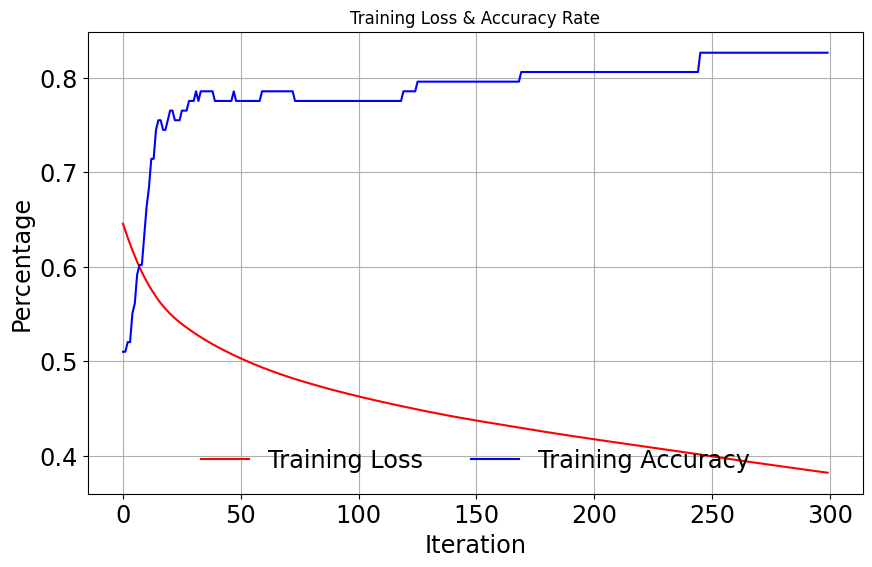 Training Loss & Accuracy Rate
Percentage
0.8
0.7
0.6
0.5
0.4
Training Loss
Training Accuracy
0 50 100 150 200 250 300
Iteration